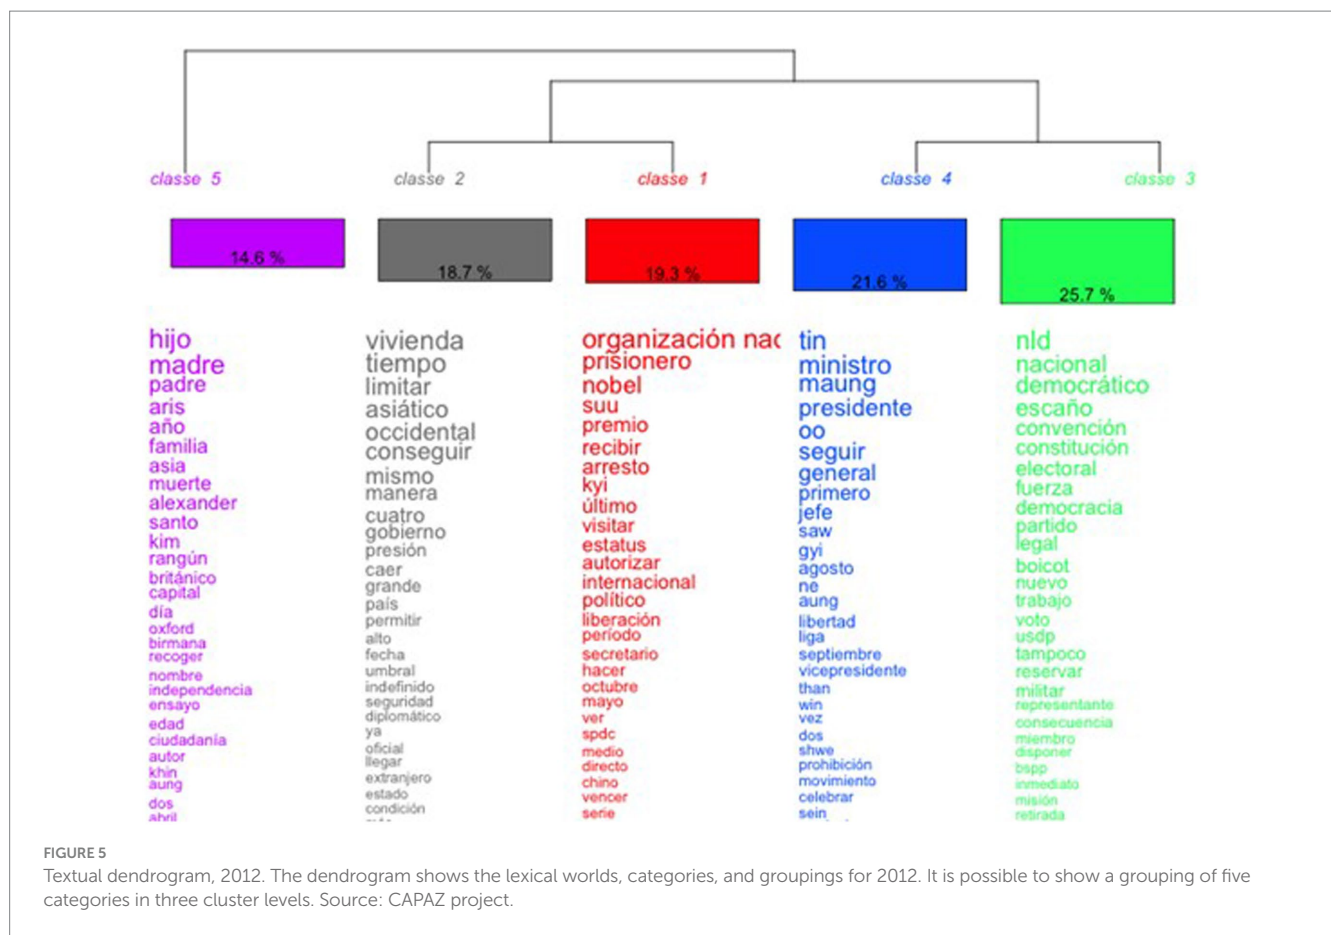 classe 5
classe 2
classe 1
classe 4
classe 3
14.6 %
18.7 %
19.3 %
21.6 %
25.7 %
hijo
madre
padre
aris
año
familia
asia
muerte
alexander
santo
kim
rangún
británico
capital
día
oxford
birmana
recoger
nombre
independencia
ensayo
edad
ciudadanía
autor
khin
aung
dos
abril
vivienda
tiempo
limitar
asiático
occidental
conseguir
mismo
manera
cuatro
gobierno
presión
caer
grande
país
permitir
alto
fecha
umbral
indefinido
seguridad
diplomático
ya
oficial
llegar
extranjero
estado
condición
organización nac
prisionero
nobel
suu
premio
recibir
arresto
kyi
último
visitar
estatus
autorizar
internacional
político
liberación
período
secretario
hacer
octubre
mayo
ver
spdc
medio
directo
chino
vencer
serie
tin
ministro
maung
presidente
oo
seguir
general
primero
jefe
saw
gyi
agosto
ne
aung
libertad
liga
septiembre
vicepresidente
than
win
vez
dos
shwe
prohibición
movimiento
celebrar
sein
nld
nacional
democrático
escaño
convención
constitución
electoral
fuerza
democracia
partido
legal
boicot
nuevo
trabajo
voto
usdp
tampoco
reservar
militar
representante
consecuencia
miembro
disponer
bspp
inmediato
misión
retirada
FIGURE 5
Textual dendrogram, 2012. The dendrogram shows the lexical worlds, categories, and groupings for 2012. It is possible to show a grouping of five
categories in three cluster levels. Source: CAPAZ project.